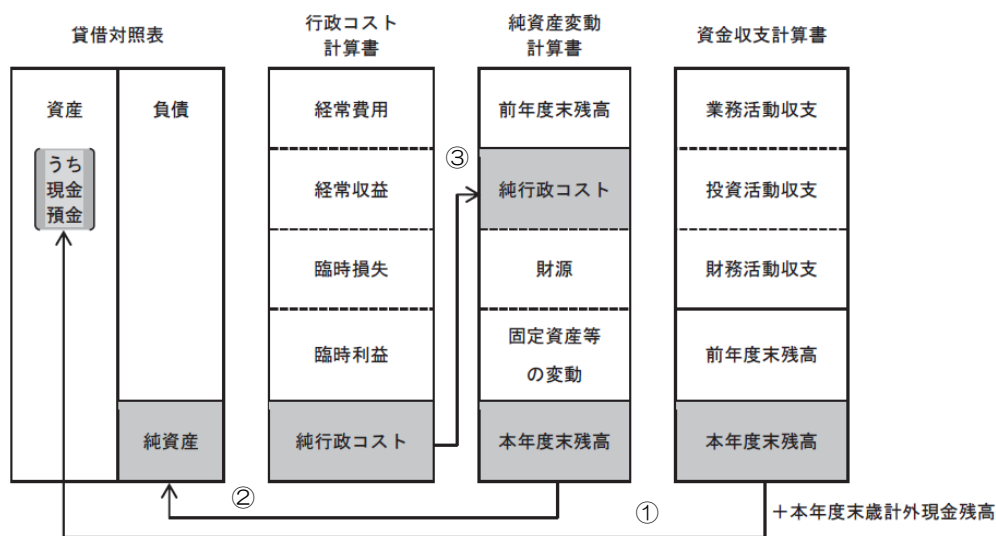 貸借対照表
行政コスト
計算書
純資産変動
計算書
資金収支計算書
資産
うち
現金
預金
負債
純資産
経常費用
経常収益
臨時損失
臨時利益
純行政コスト
③
前年度末残高
純行政コスト
財源
固定資産等
の変動
本年度末残高
業務活動収支
投資活動収支
財務活動収支
前年度末残高
本年度末残高
②
①
＋本年度末歳計外現金残高